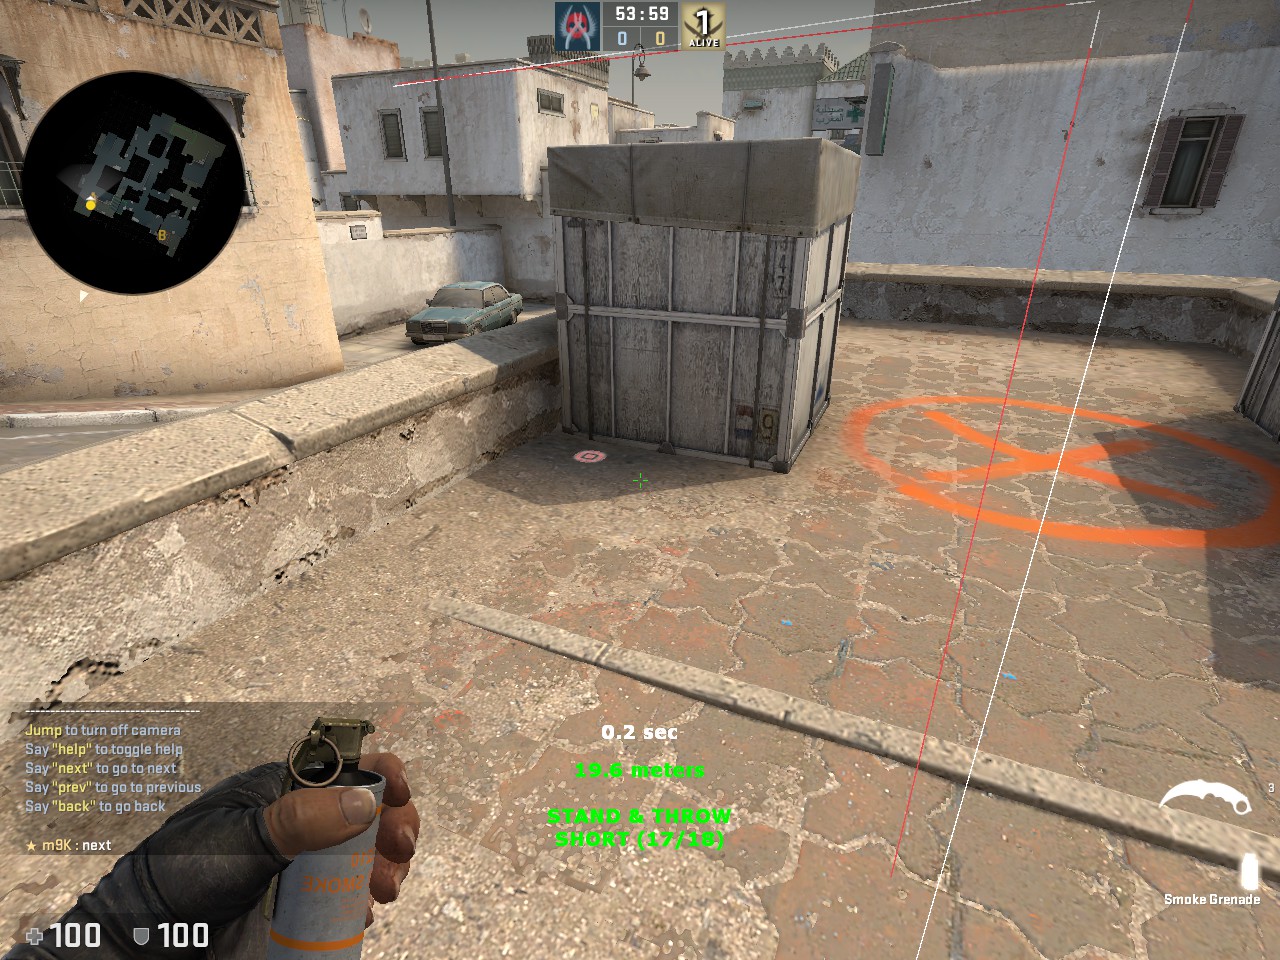 53:59
0 0
1
ALIVE
A
B
9
Jump to turn off camera
Say "help" to toggle help
Say "next" to go to next
Say "prev" to go to previous
Say "back" to go back
★ m9K : next
0.2 sec
19.6 meters
STAND & THROW
SHORT (17/18)
3
Smoke Grenade
100 100